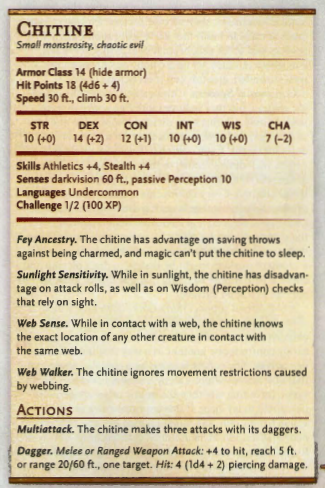 CHITINE
Small monstrosity, chaotic evil
Armor Class 14 (hide armor)
Hit Points 18 (4d6 + 4)
Speed 30 ft., climb 30 ft.
STR DEX CON INT WIS CHA
10 (+0) 14 (+2) 12 (+1) 10 (+0) 10 (+0) 7 (−2)
Skills Athletics +4, Stealth +4
Senses darkvision 60 ft., passive Perception 10
Languages Undercommon
Challenge 1/2 (100 XP)
Fey Ancestry. The chitine has advantage on saving throws
against being charmed, and magic can't put the chitine to sleep.
Sunlight Sensitivity. While in sunlight, the chitine has disadvan-
tage on attack rolls, as well as on Wisdom (Perception) checks
that rely on sight.
Web Sense. While in contact with a web, the chitine knows
the exact location of any other creature in contact with
the same web.
Web Walker. The chitine ignores movement restrictions caused
by webbing.
ACTIONS
Multiattack. The chitine makes three attacks with its daggers.
Dagger. Melee or Ranged Weapon Attack: +4 to hit, reach 5 ft.
or range 20/60 ft., one target. Hit: 4 (1d4 + 2) piercing damage.